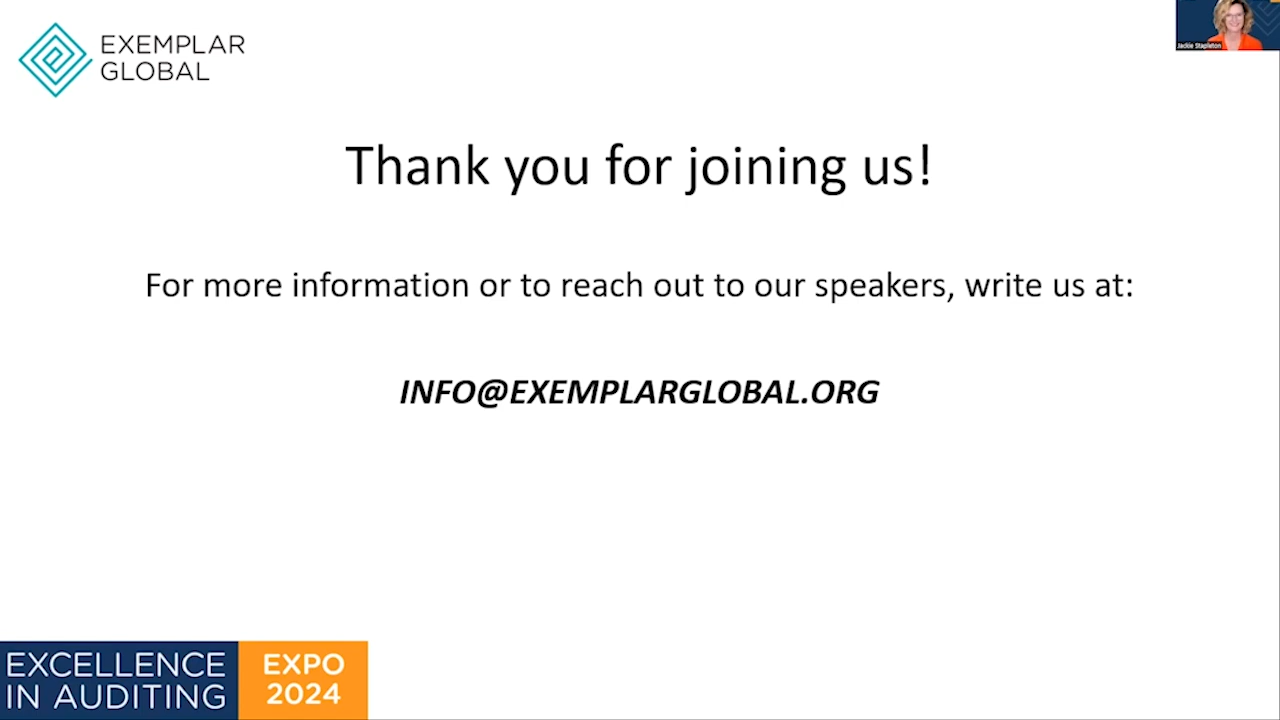 EXEMPLAR
GLOBAL
Jackie Stapleton
Thank you for joining us!
For more information or to reach out to our speakers, write us at:
INFO@EXEMPLARGLOBAL.ORG
EXCELLENCE
IN AUDITING
EXPO
2024